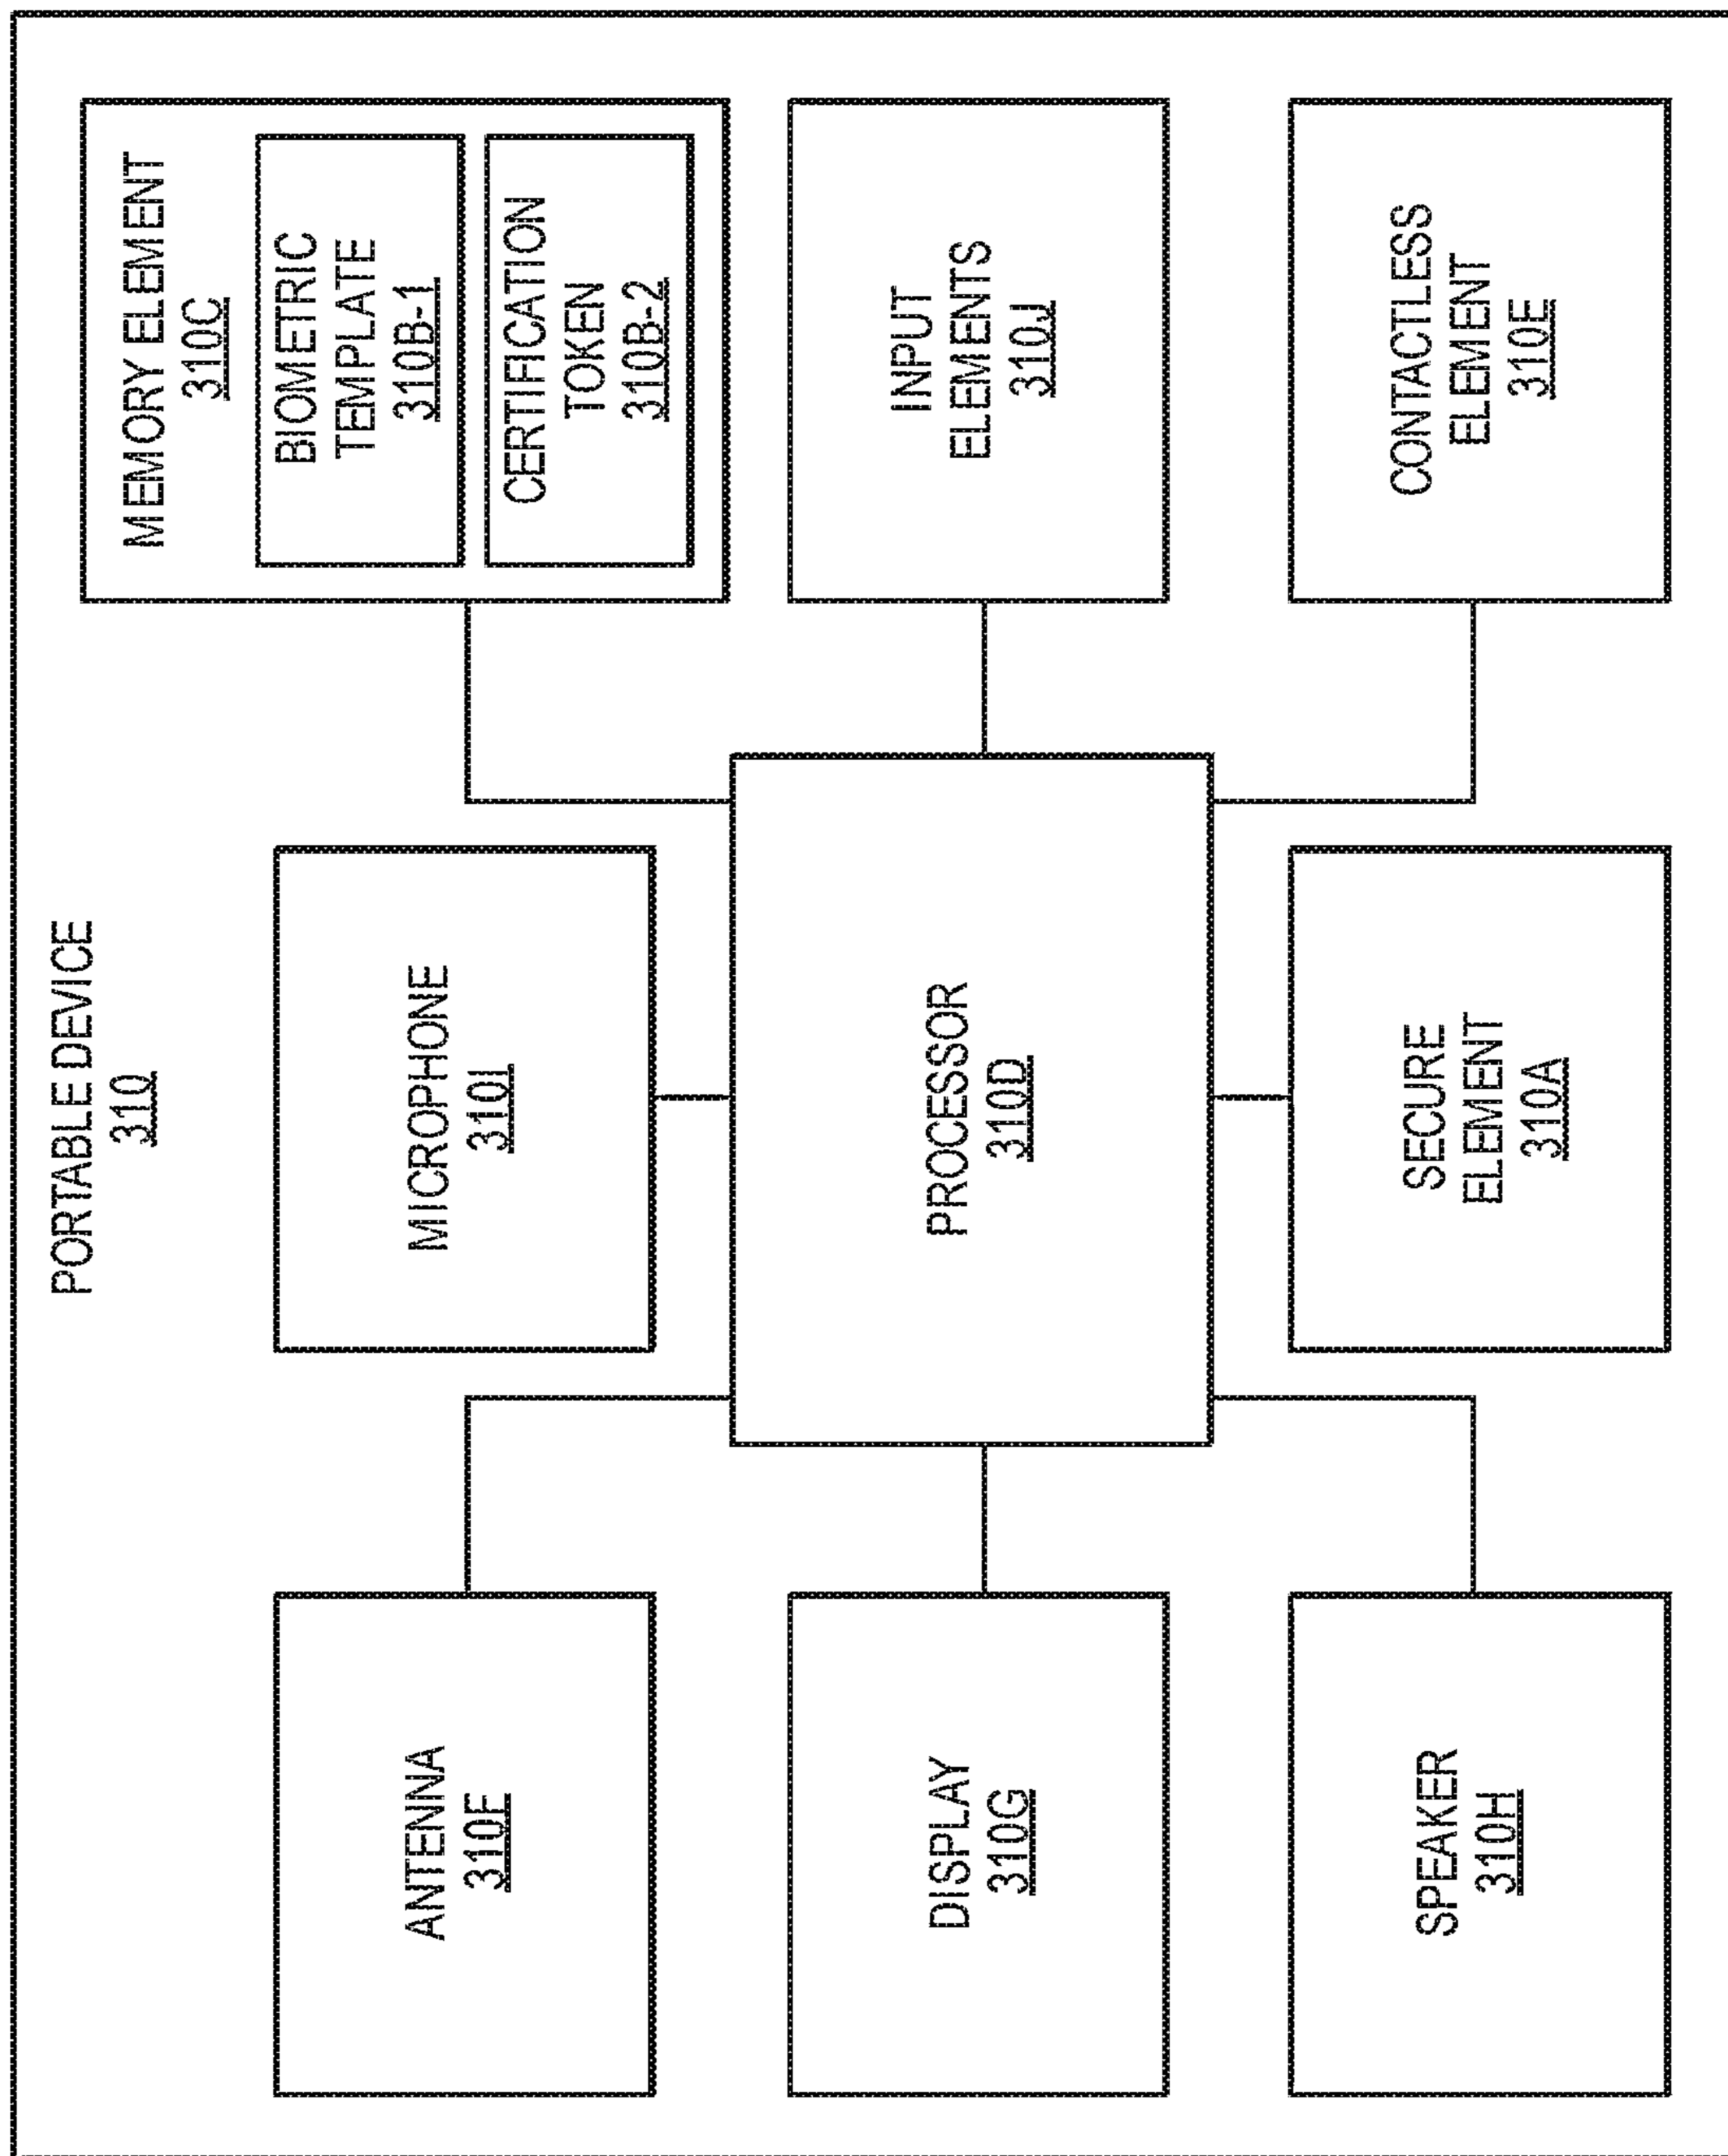 PORTABLE DEVICE
310
ANTENNA
310F
MICROPHONE
310I
MEMORY ELEMENT
310C
BIOMETRIC
TEMPLATE
310B-1
CERTIFICATION
TOKEN
310B-2
DISPLAY
310G
PROCESSOR
310D
INPUT
ELEMENTS
310J
SPEAKER
310H
SECURE
ELEMENT
310A
CONTACTLESS
ELEMENT
310E